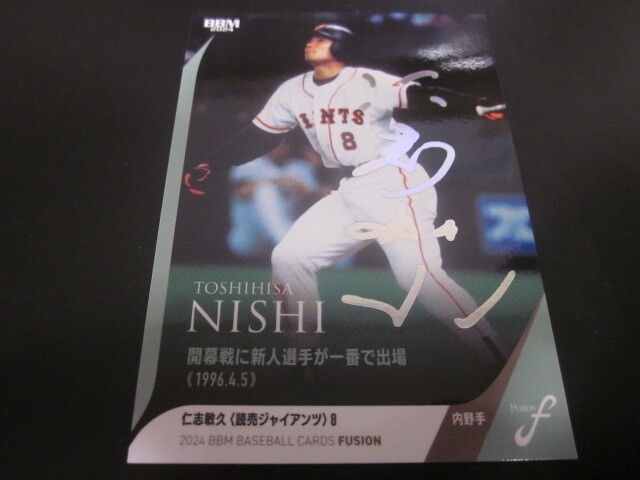 BBM
2024
GIANTS
8
TOSHIHISA
NISHI
開幕戦に新人選手が一番で出場
《1996.4.5》
仁志敏久〈読売ジャイアンツ〉8
内野手
2024 BBM BASEBALL CARDS FUSION
FUSION
f